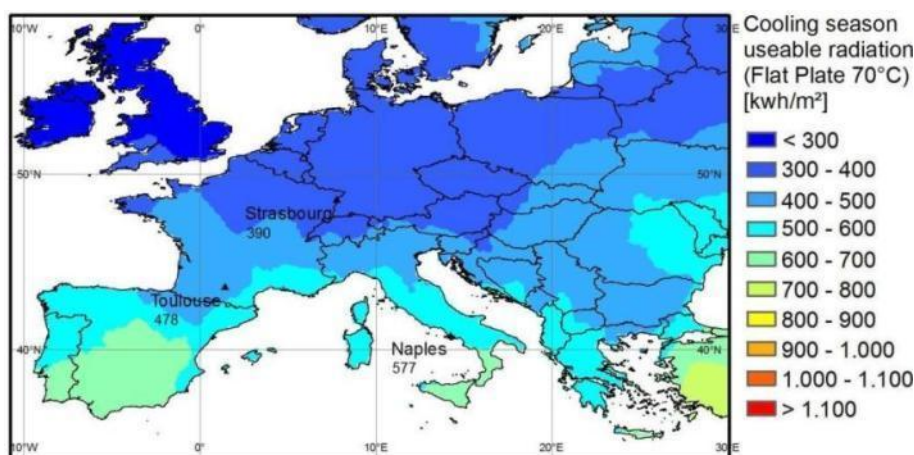 10°W
0°
10°E
20°E
30°E
Cooling season
useable radiation
(Flat Plate 70°C)
[kwh/m²]
< 300
300 - 400
400 - 500
500 - 600
600 - 700
700 - 800
800 - 900
900 - 1.000
1.000 - 1.100
> 1.100
50°N
50°N
Strasbourg
390
Toulouse
478
40°N
40°N
Naples
577
10°W
0°
10°E
20°E
30°E